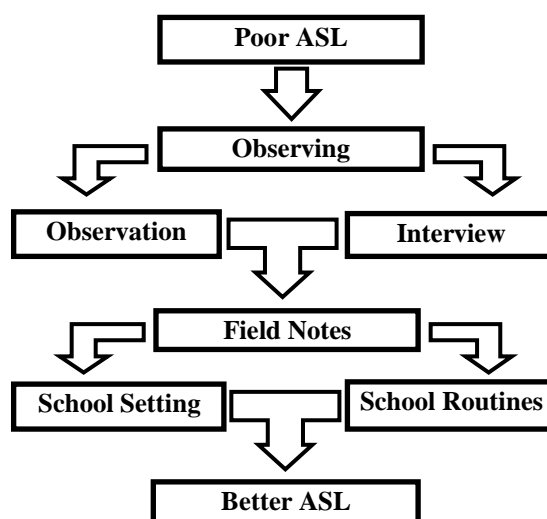 Poor ASL
Observing
Observation
Interview
Field Notes
School Setting
School Routines
Better ASL